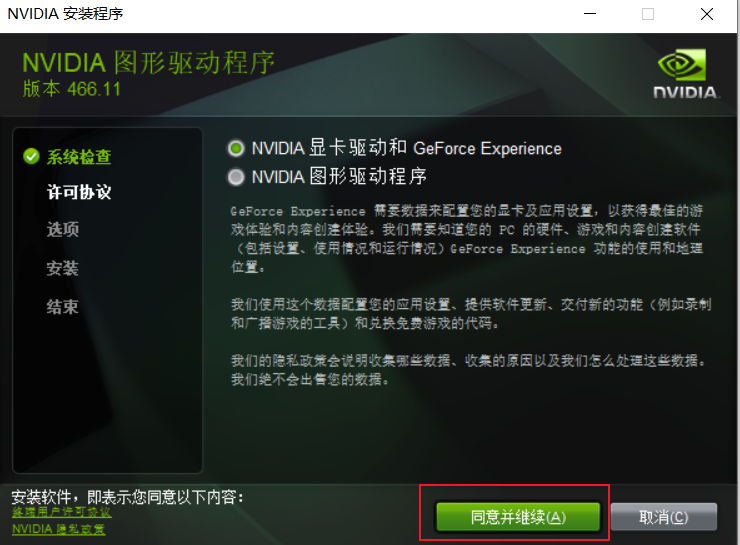 NVIDIA 安装程序
NVIDIA 图形驱动程序
版本 466.11
NVIDIA.
系统检查
许可协议
选项
安装
结束
NVIDIA 显卡驱动和 GeForce Experience
NVIDIA 图形驱动程序
GeForce Experience 需要数据来配置您的显卡及应用设置，以获得最佳的游
戏体验和内容创建体验。我们需要知道您的 PC 的硬件、游戏和内容创建软件
（包括设置、使用情况和运行情况）GeForce Experience 功能的使用和地理
位置。
我们使用这个数据配置您的应用设置、提供软件更新、交付新的功能（例如录制
和广播游戏的工具）和兑换免费游戏的代码。
我们的隐私政策会说明收集哪些数据、收集的原因以及我们怎么处理这些数据。
我们绝不会出售您的数据。
安装软件，即表示您同意以下内容：
终端用户许可协议
NVIDIA 隐私政策
同意并继续(A)
取消(C)